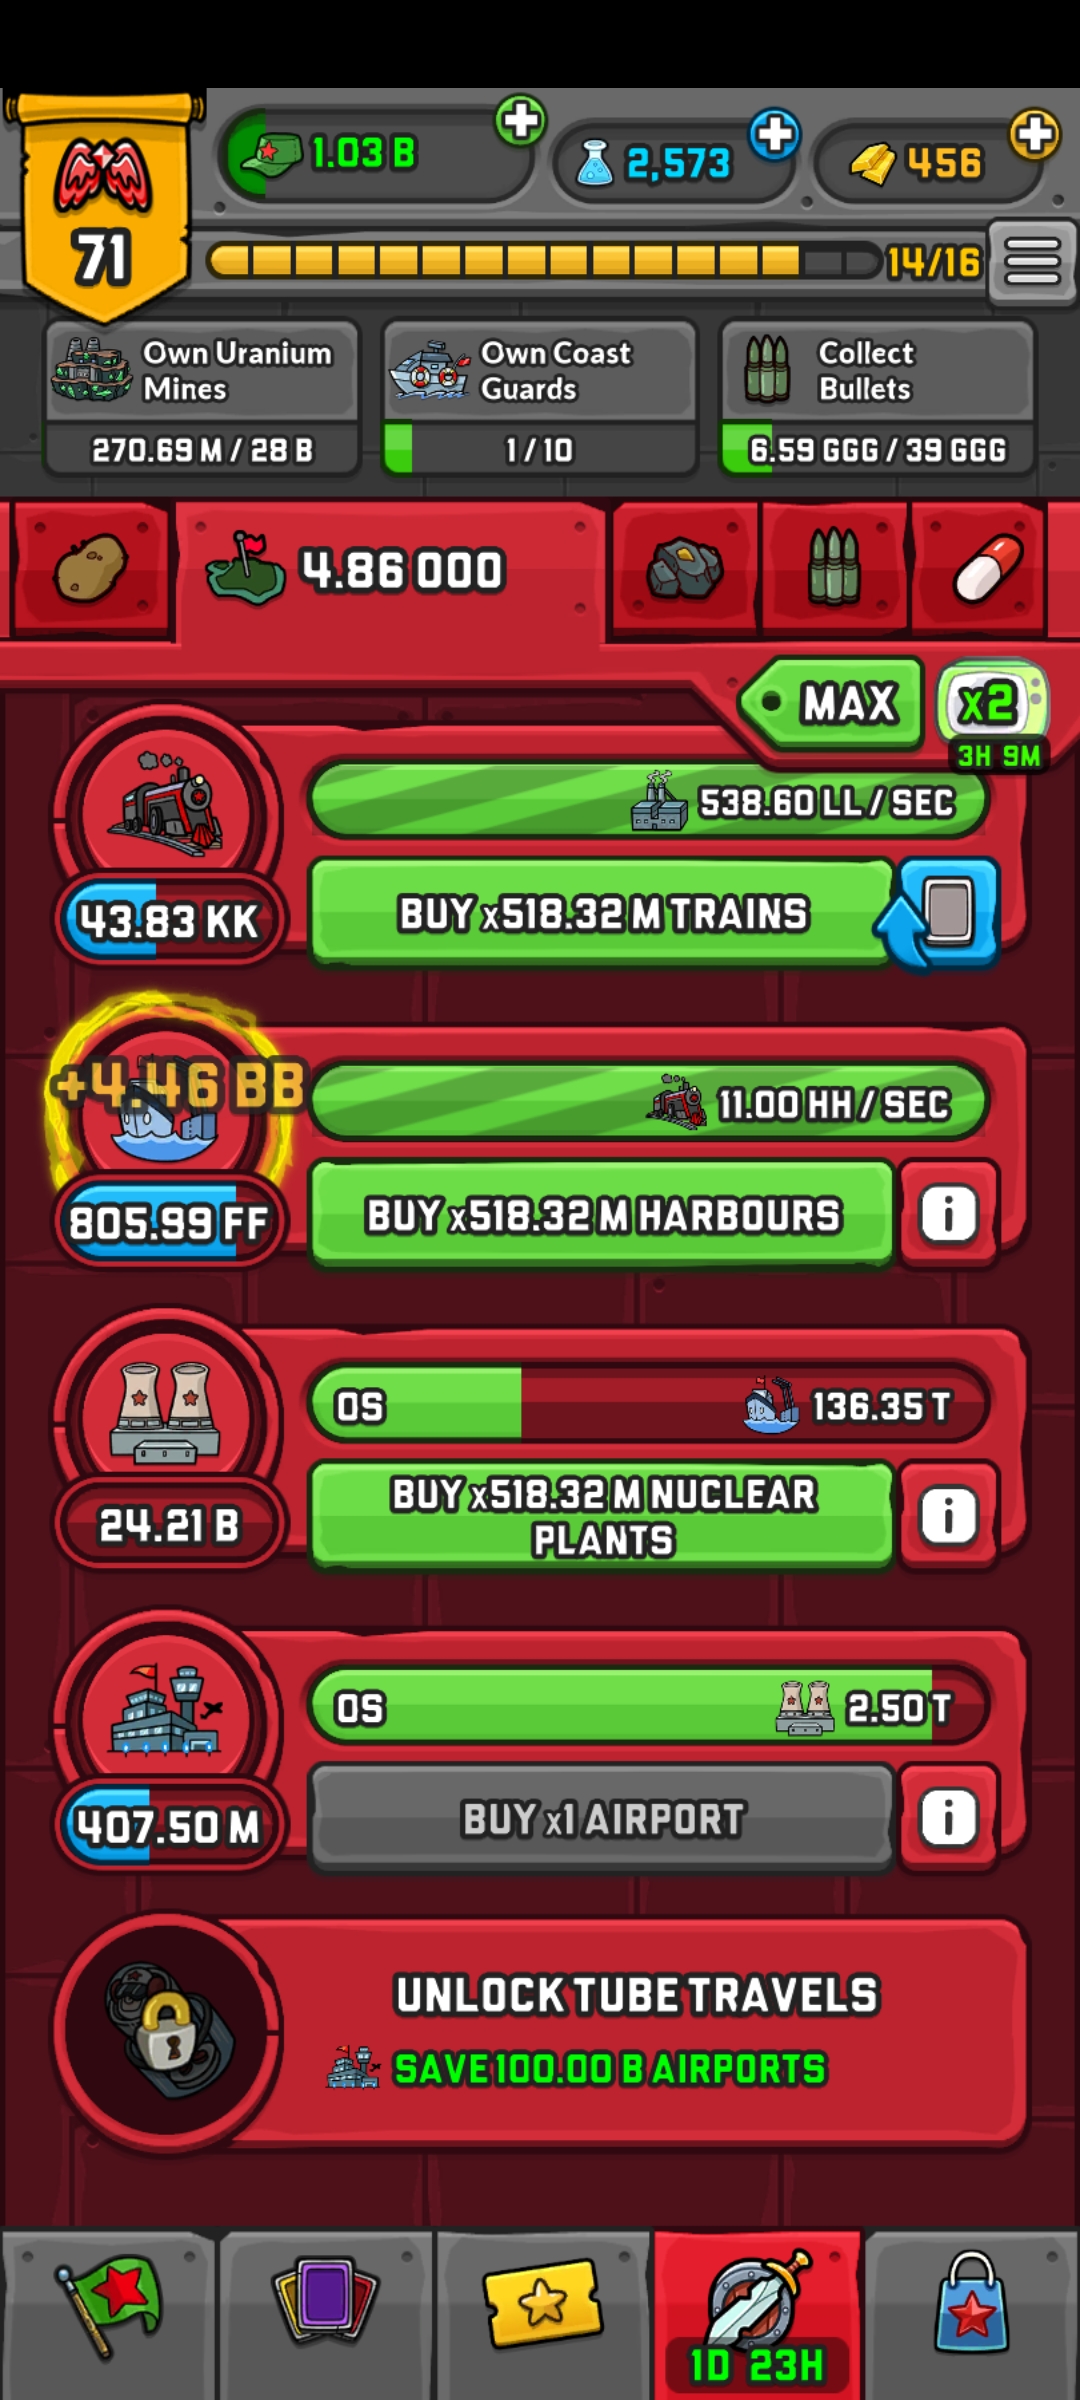 1.03 B
2,573
456
71
14/16
Own Uranium
Mines
270.69 M / 28 B
Own Coast
Guards
1 / 10
Collect
Bullets
6.59 GGG / 39 GGG
4.86 000
MAX
x2
3H 9M
538.60 LL / SEC
43.83 KK
BUY x518.32 M TRAINS
+4.46 BB
11.00 HH / SEC
805.99 FF
BUY x518.32 M HARBOURS
i
0S
136.35 T
24.21 B
BUY x518.32 M NUCLEAR
PLANTS
i
0S
2.50 T
407.50 M
BUY x1 AIRPORT
i
UNLOCK TUBE TRAVELS
SAVE 100.00 B AIRPORTS
1D 23H